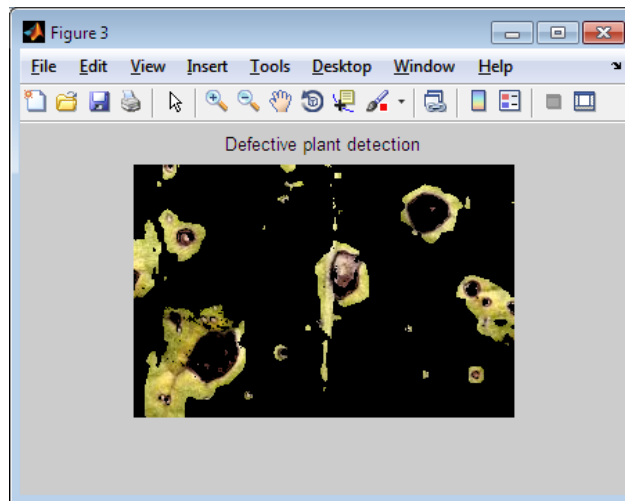 Figure 3
File Edit View Insert Tools Desktop Window Help
Defective plant detection